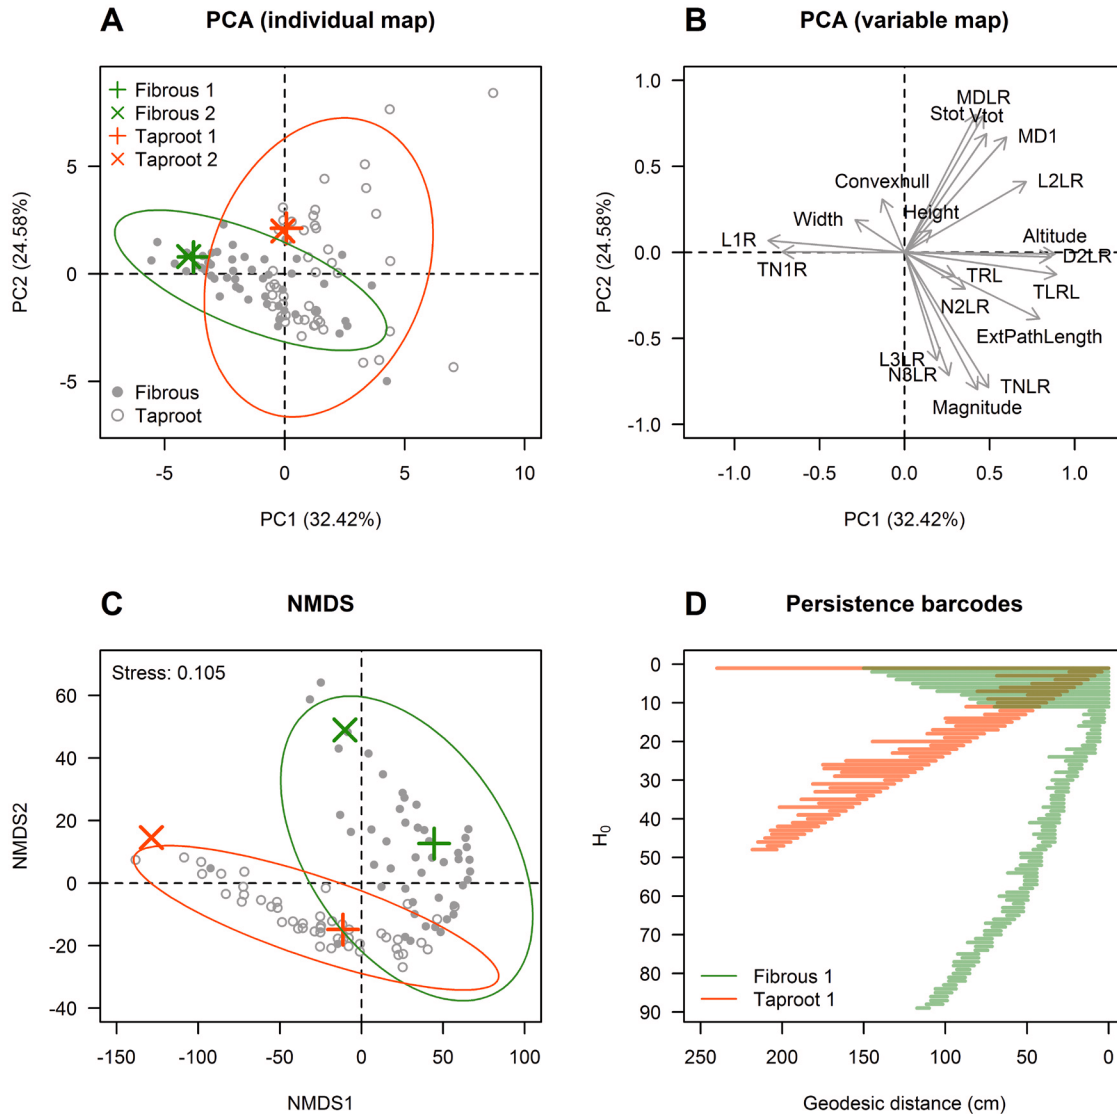 A PCA (individual map)
Fibrous 1
Fibrous 2
Taproot 1
Taproot 2
Fibrous
Taproot
5
0
-5
PC2 (24.58%)
-5 0 5 10
PC1 (32.42%)
B PCA (variable map)
MDLR
Stot Vtot
MD1
L2LR
Convexhull
Height
Width
L1R
TN1R
Altitude
D2LR
TRL
TLRL
N2LR
ExtPathLength
L3LR
N3LR
TNLR
Magnitude
1.0
0.5
0.0
-0.5
-1.0
PC2 (24.58%)
-1.0 -0.5 0.0 0.5 1.0
PC1 (32.42%)
C NMDS
Stress: 0.105
60
40
20
0
-20
-40
NMDS2
-150 -100 -50 0 50 100
NMDS1
D Persistence barcodes
0
10
20
30
40
50
60
70
80
90
H0
Fibrous 1
Taproot 1
250 200 150 100 50 0
Geodesic distance (cm)